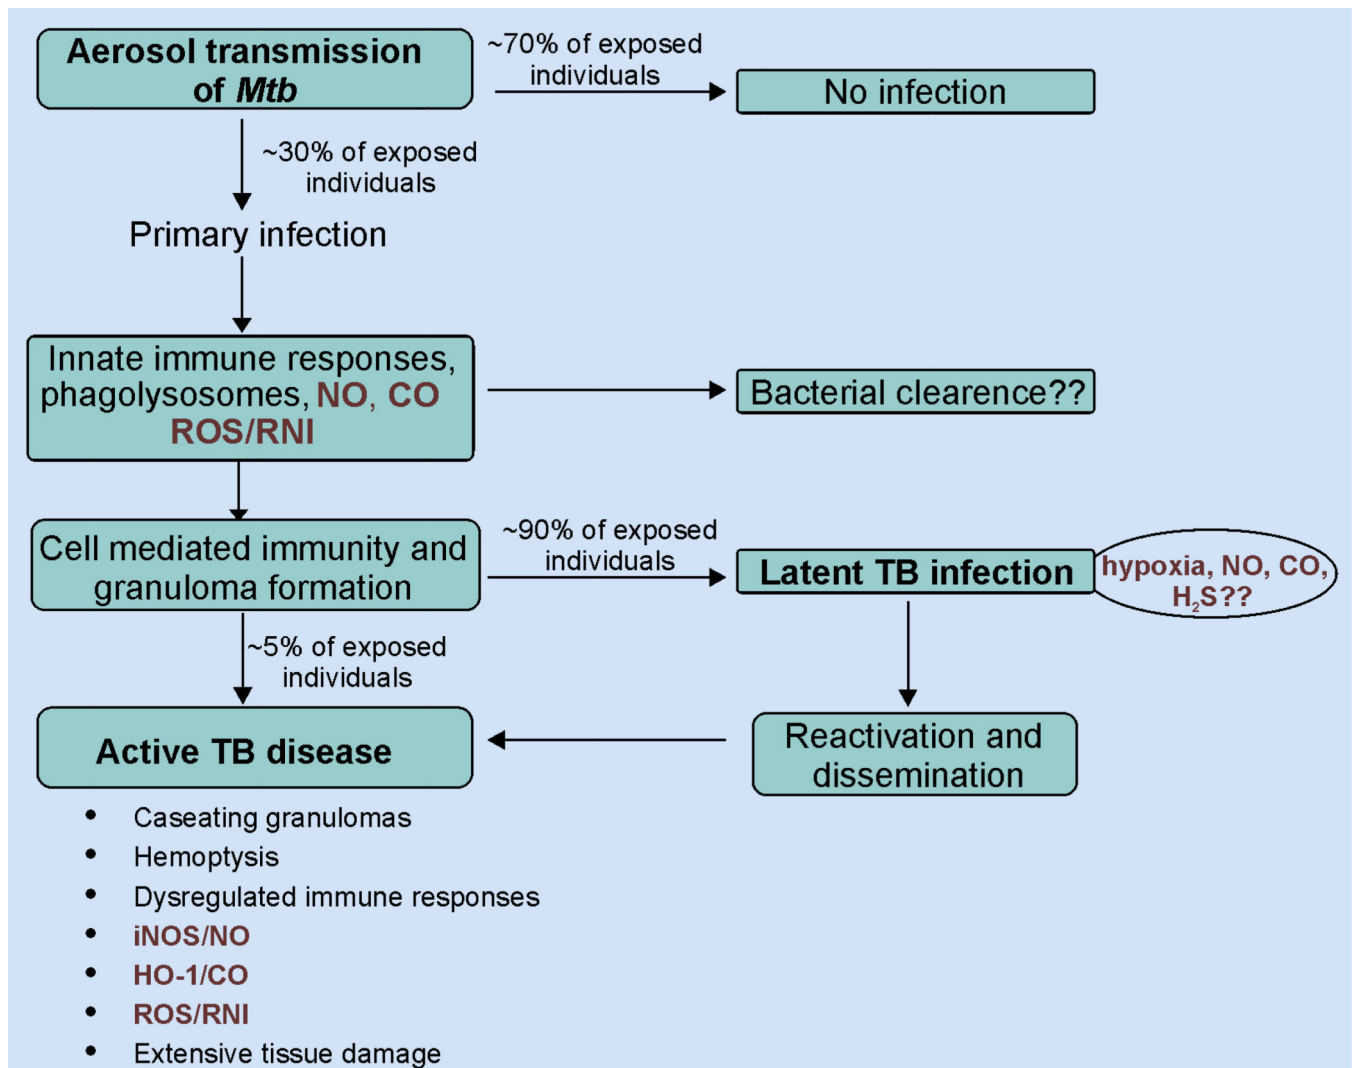 Aerosol transmission
of Mtb
~70% of exposed
individuals
No infection
~30% of exposed
individuals
Primary infection
Innate immune responses,
phagolysosomes, NO, CO
ROS/RNI
Bacterial clearence??
Cell mediated immunity and
granuloma formation
~90% of exposed
individuals
Latent TB infection
hypoxia, NO, CO,
H₂S??
~5% of exposed
individuals
Active TB disease
Reactivation and
dissemination
• Caseating granulomas
• Hemoptysis
• Dysregulated immune responses
• iNOS/NO
• HO-1/CO
• ROS/RNI
• Extensive tissue damage